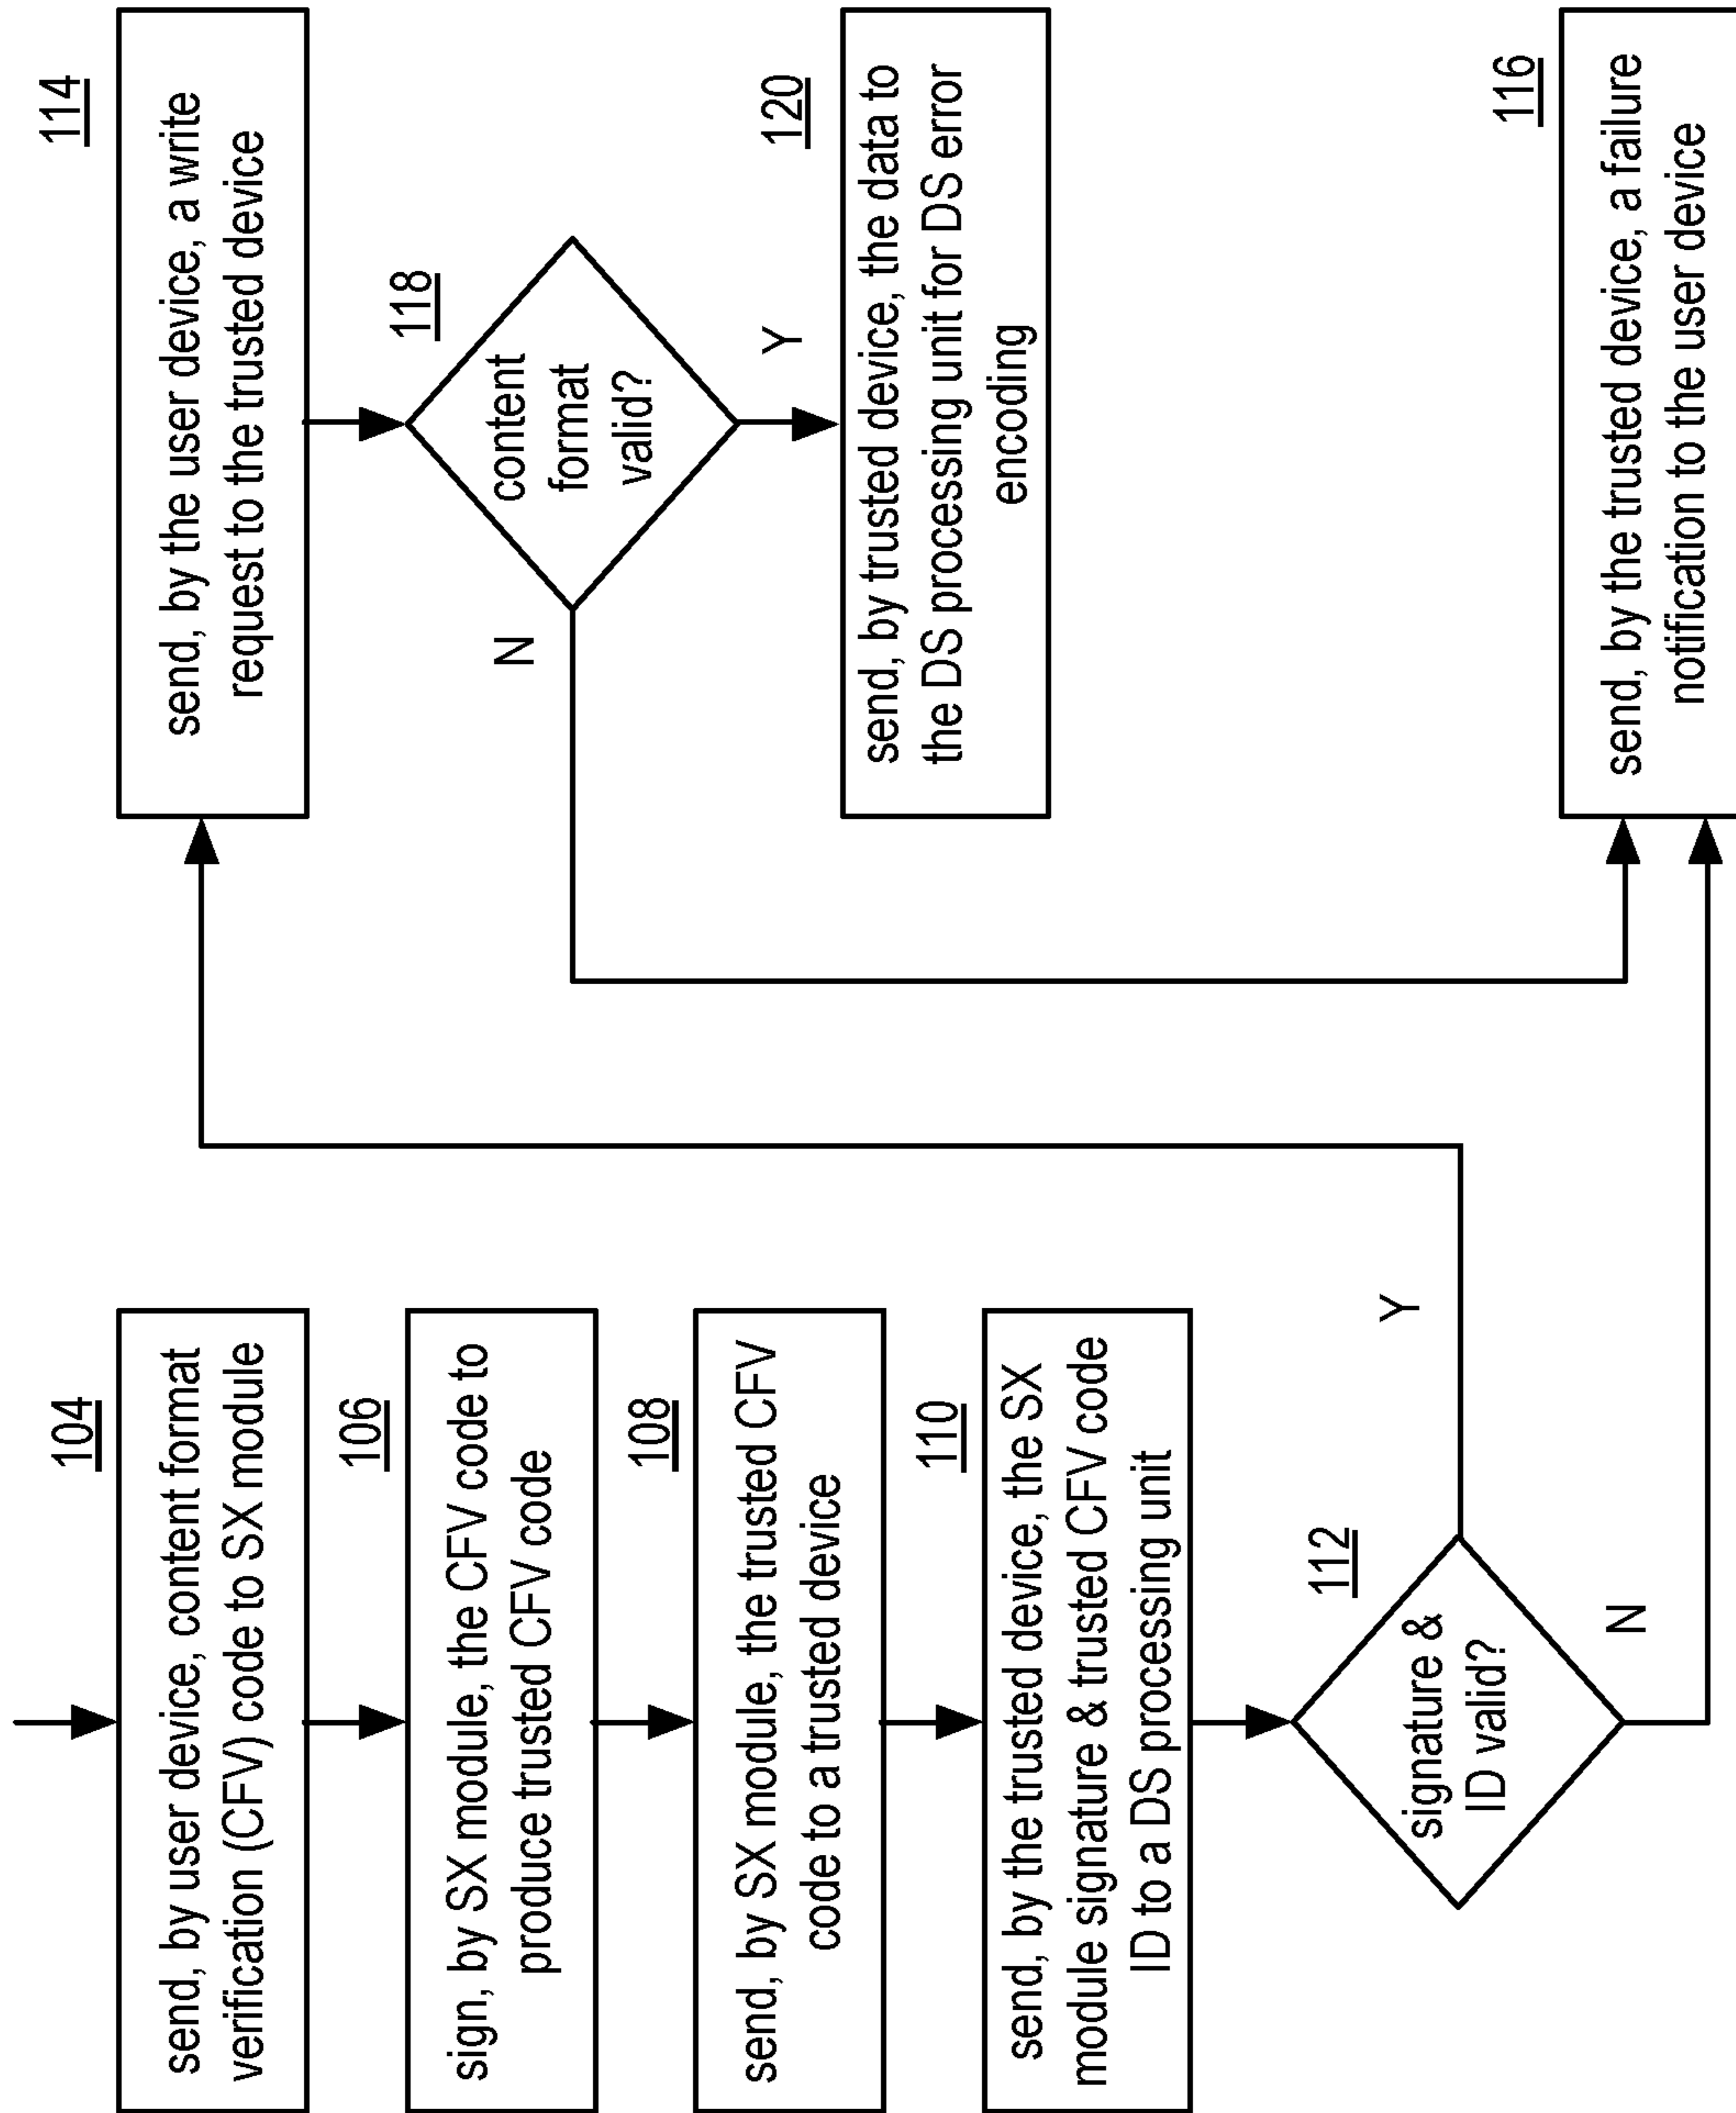 104
send, by user device, content format
verification (CFV) code to SX module
106
sign, by SX module, the CFV code to
produce trusted CFV code
108
send, by SX module, the trusted CFV
code to a trusted device
110
send, by the trusted device, the SX
module signature & trusted CFV code
ID to a DS processing unit
112
signature &
ID valid?
Y
N
114
send, by the user device, a write
request to the trusted device
118
content
format
valid?
N
Y
120
send, by trusted device, the data to
the DS processing unit for DS error
encoding
116
send, by the trusted device, a failure
notification to the user device